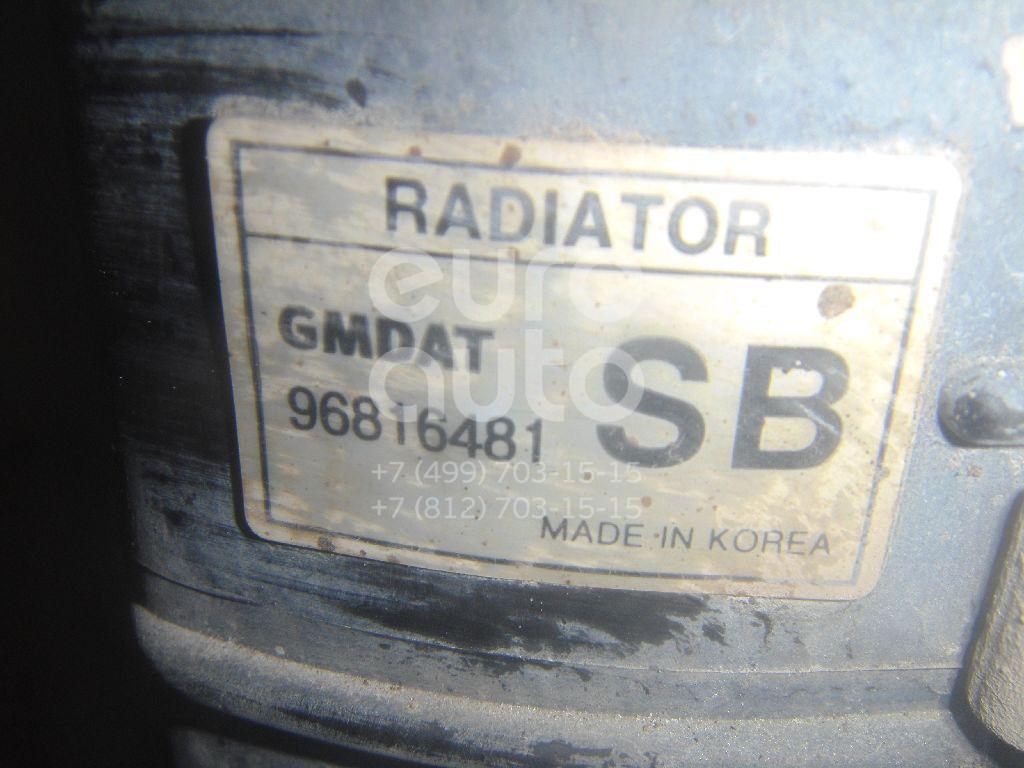 RADIATOR
GMDAT
96816481
SB
MADE IN KOREA
euro
auto
+7 (499) 703-15-15
+7 (812) 703-15-15